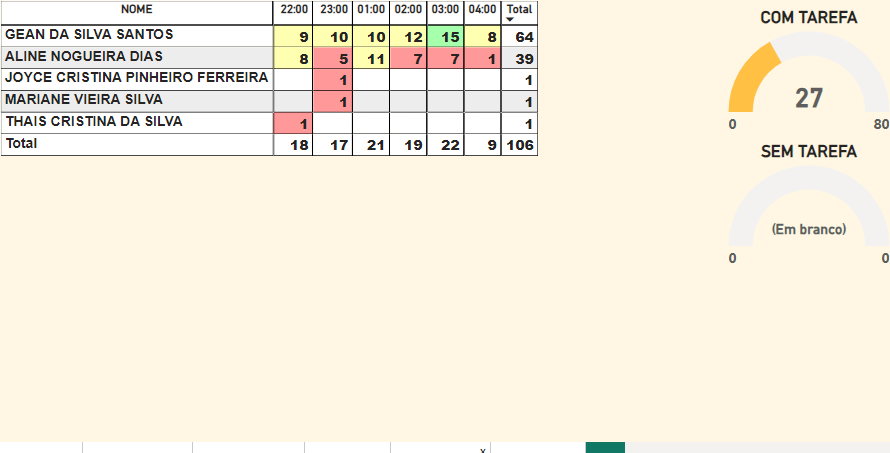 NOME 22:00 23:00 01:00 02:00 03:00 04:00 Total
GEAN DA SILVA SANTOS 9 10 10 12 15 8 64
ALINE NOGUEIRA DIAS 8 5 11 7 7 1 39
JOYCE CRISTINA PINHEIRO FERREIRA 1 1
MARIANE VIEIRA SILVA 1 1
THAIS CRISTINA DA SILVA 1 1
Total 18 17 21 19 22 9 106
COM TAREFA
27
0 80
SEM TAREFA
(Em branco)
0 0
x